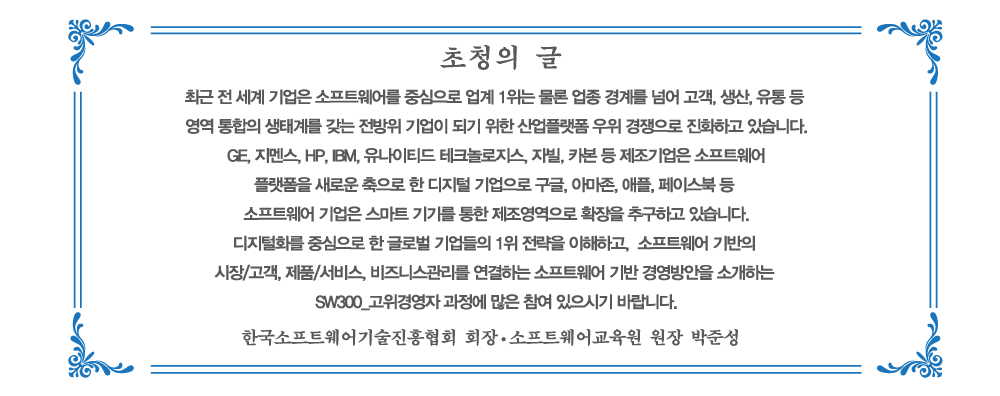 초청의 글
최근 전 세계 기업은 소프트웨어를 중심으로 업계 1위는 물론 업종 경계를 넘어 고객, 생산, 유통 등
영역 통합의 생태계를 갖는 전방위 기업이 되기 위한 산업플랫폼 우위 경쟁으로 진화하고 있습니다.
GE, 지멘스, HP, IBM, 유나이티드 테크놀로지스, 자빌, 카본 등 제조기업은 소프트웨어
플랫폼을 새로운 축으로 한 디지털 기업으로 구글, 아마존, 애플, 페이스북 등
소프트웨어 기업은 스마트 기기를 통한 제조영역으로 확장을 추구하고 있습니다.
디지털화를 중심으로 한 글로벌 기업들의 1위 전략을 이해하고, 소프트웨어 기반의
시장/고객, 제품/서비스, 비즈니스관리를 연결하는 소프트웨어 기반 경영방안을 소개하는
SW300_고위경영자 과정에 많은 참여 있으시기 바랍니다.
한국소프트웨어기술진흥협회 회장·소프트웨어교육원 원장 박준성